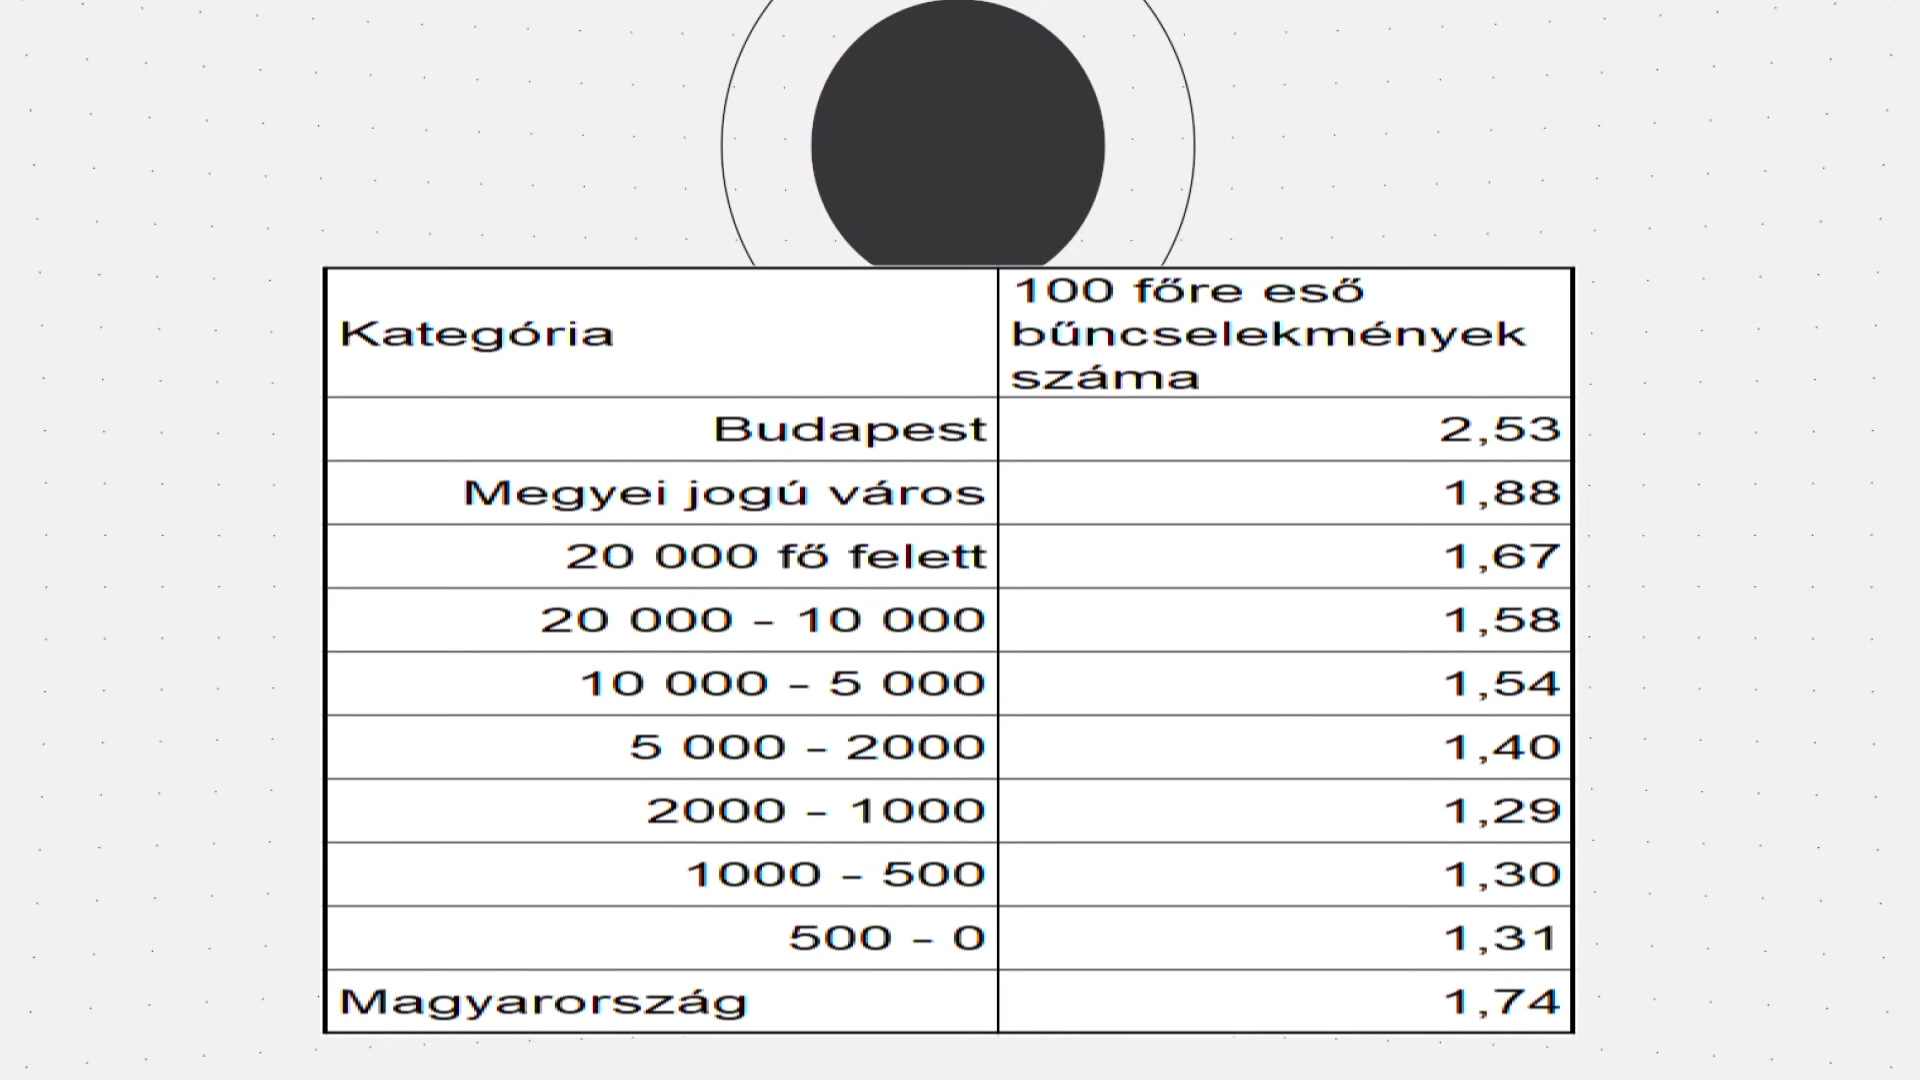 Kategória
100 főre eső
bűncselekmények
száma
Budapest 2,53
Megyei jogú város 1,88
20 000 fő felett 1,67
20 000 - 10 000 1,58
10 000 - 5 000 1,54
5 000 - 2000 1,40
2000 - 1000 1,29
1000 - 500 1,30
500 - 0 1,31
Magyarország 1,74